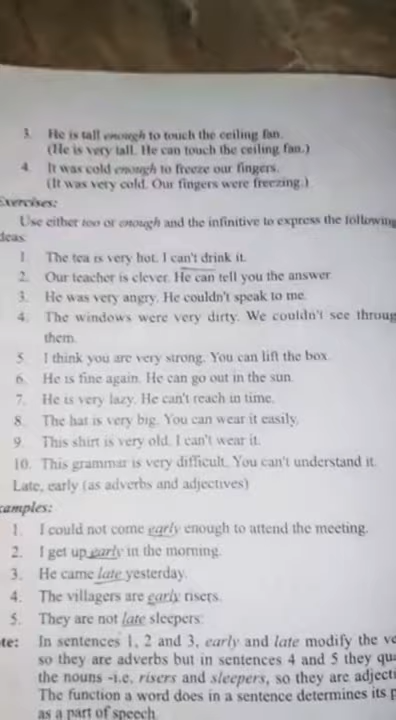 3. He is tall enough to touch the ceiling fan.
(He is very tall. He can touch the ceiling fan.)
4. It was cold enough to freeze our fingers.
(It was very cold. Our fingers were freezing.)
Exercises:
Use either too or enough and the infinitive to express the following
deas.
1. The tea is very hot. I can't drink it.
2. Our teacher is clever. He can tell you the answer.
3. He was very angry. He couldn't speak to me.
4. The windows were very dirty. We couldn't see throug
them.
5. I think you are very strong. You can lift the box.
6. He is fine again. He can go out in the sun.
7. He is very lazy. He can't reach in time.
8. The hat is very big. You can wear it easily.
9. This shirt is very old. I can't wear it.
10. This grammar is very difficult. You can't understand it.
Late, early (as adverbs and adjectives)
xamples:
1. I could not come early enough to attend the meeting.
2. I get up early in the morning.
3. He came late yesterday.
4. The villagers are early risers.
5. They are not late sleepers.
te: In sentences 1, 2 and 3, early and late modify the ve
so they are adverbs but in sentences 4 and 5 they qua
the nouns -i.e. risers and sleepers, so they are adjecti
The function a word does in a sentence determines its p
as a part of speech.